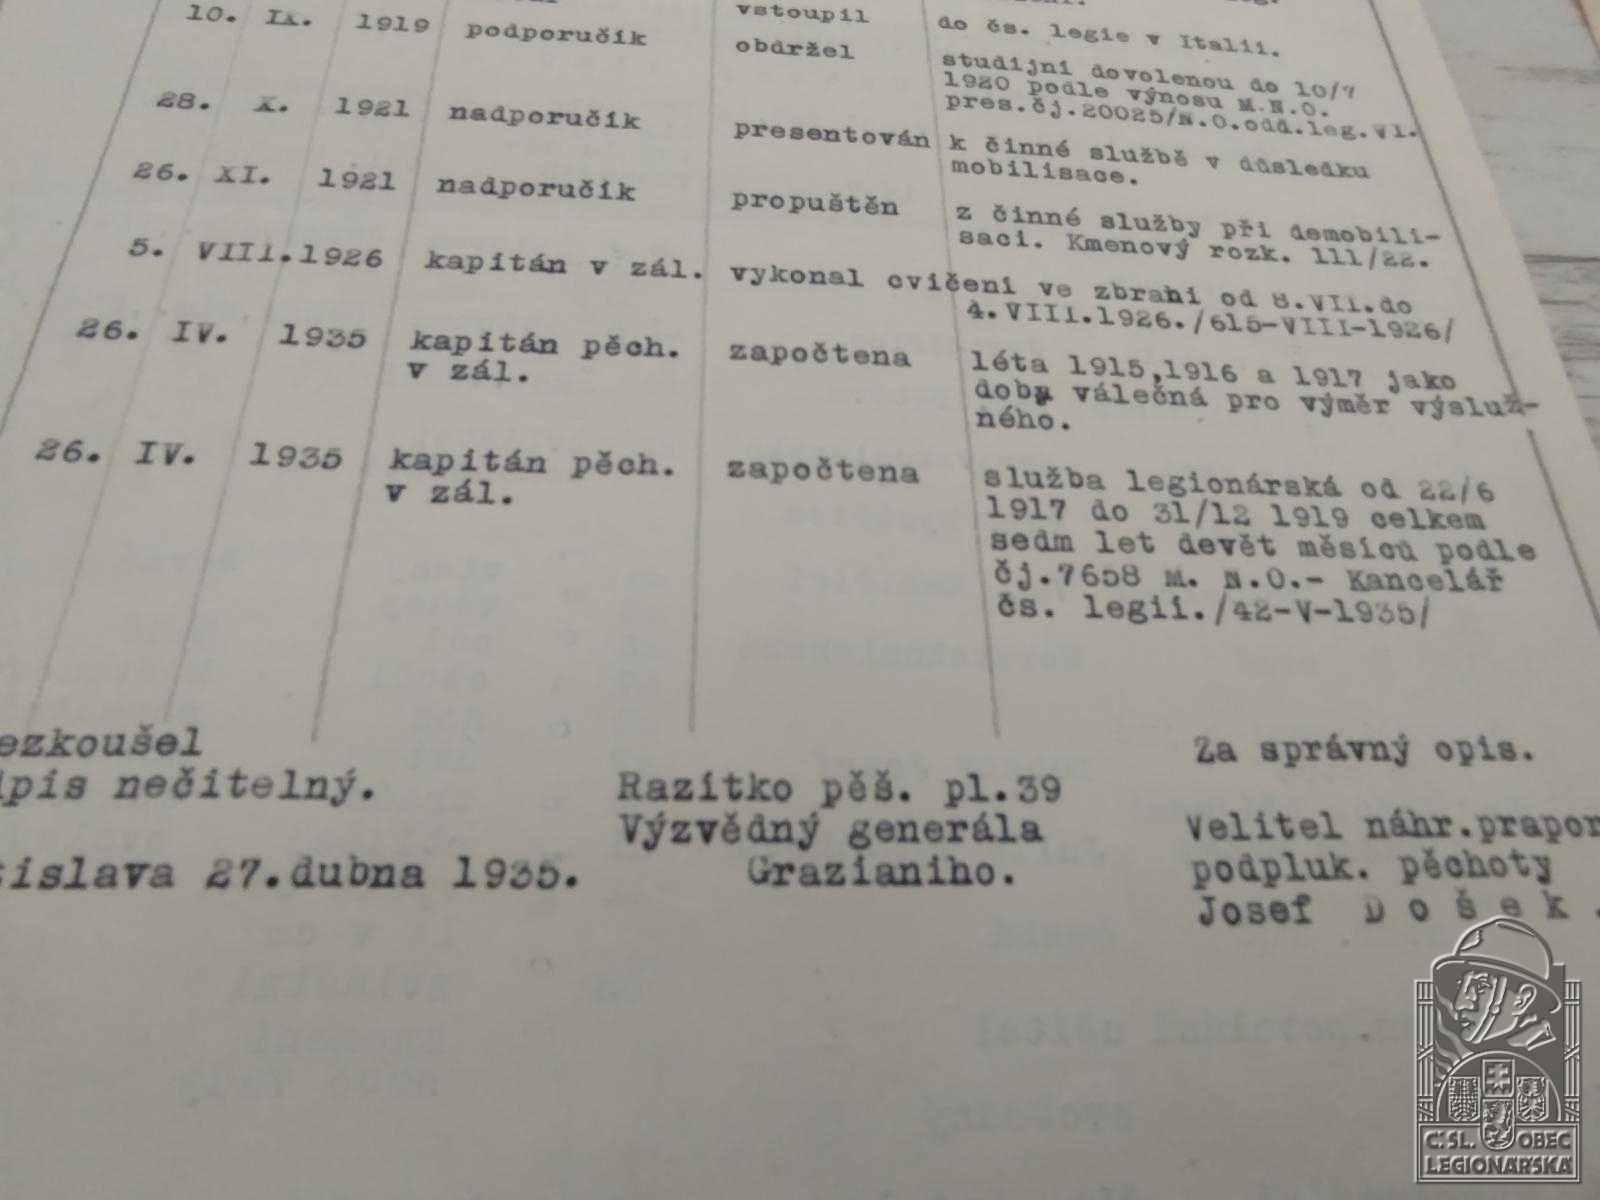 vstoupil do čs. legie v Italii.
10. IX. 1919 podporučík obdržel studijní dovolenou do 10/7
1920 podle výnosu M.N.O.
pres.čj.20025/N.O.odd.leg.VI.
28. X. 1921 nadporučík presentován k činné službě v důsledku
mobilisace.
26. XI. 1921 nadporučík propuštěn z činné služby při demobili-
saci. Kmenový rozk. 111/22.
5. VIII.1926 kapitán v zál. vykonal cvičení ve zbrani od 8.VII.do
4.VIII.1926./615-VIII-1926/
26. IV. 1935 kapitán pěch. započtena léta 1915,1916 a 1917 jako
v zál. doba válečná pro výměr výsluž-
ného.
26. IV. 1935 kapitán pěch. započtena služba legionárská od 22/6
v zál. 1917 do 31/12 1919 celkem
sedm let devět měsíců podle
čj.7658 M. N.O.- Kancelář
čs. legií./42-V-1935/
ezkoušel
pis nečitelný.
tislava 27.dubna 1935.
Razítko pěš. pl.39
Výzvědný generála
Grazianiho.
Za správný opis.
Velitel náhr.prapor
podpluk. pěchoty
Josef D o š e k .
Č.SL. OBEC
LEGIONÁŘSKÁ